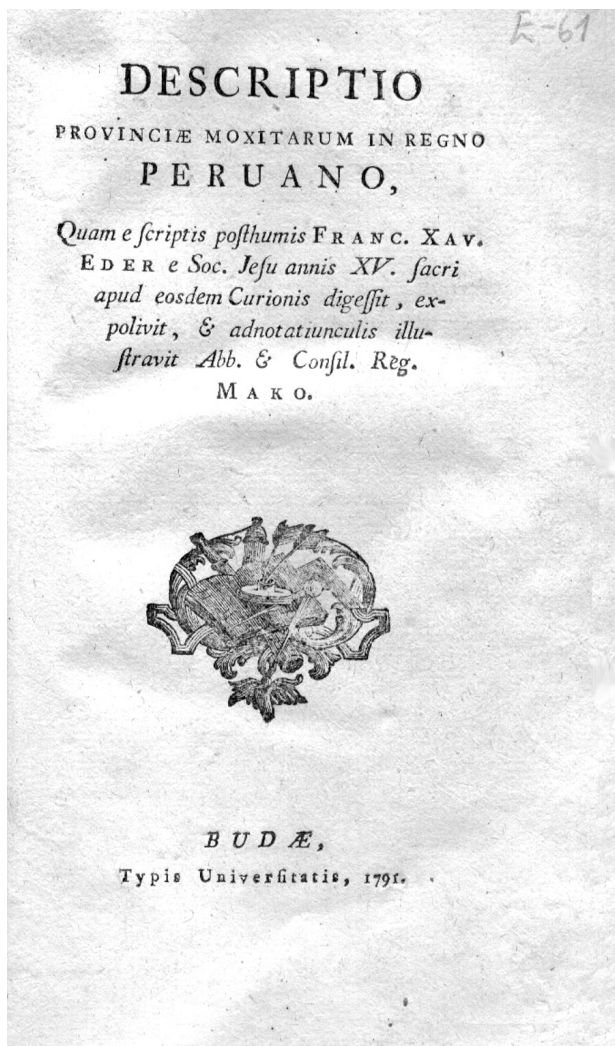 E-61
DESCRIPTIO
PROVINCIÆ MOXITARUM IN REGNO
PERUANO,
Quam e ſcriptis poſthumis FRANC. XAV.
EDER e Soc. Jeſu annis XV. ſacri
apud eosdem Curionis digeſſit, ex-
polivit, & adnotatiunculis illu-
ſtravit Abb. & Conſil. Reg.
MAKO.
BUDÆ,
Typis Univerſitatis, 1791.